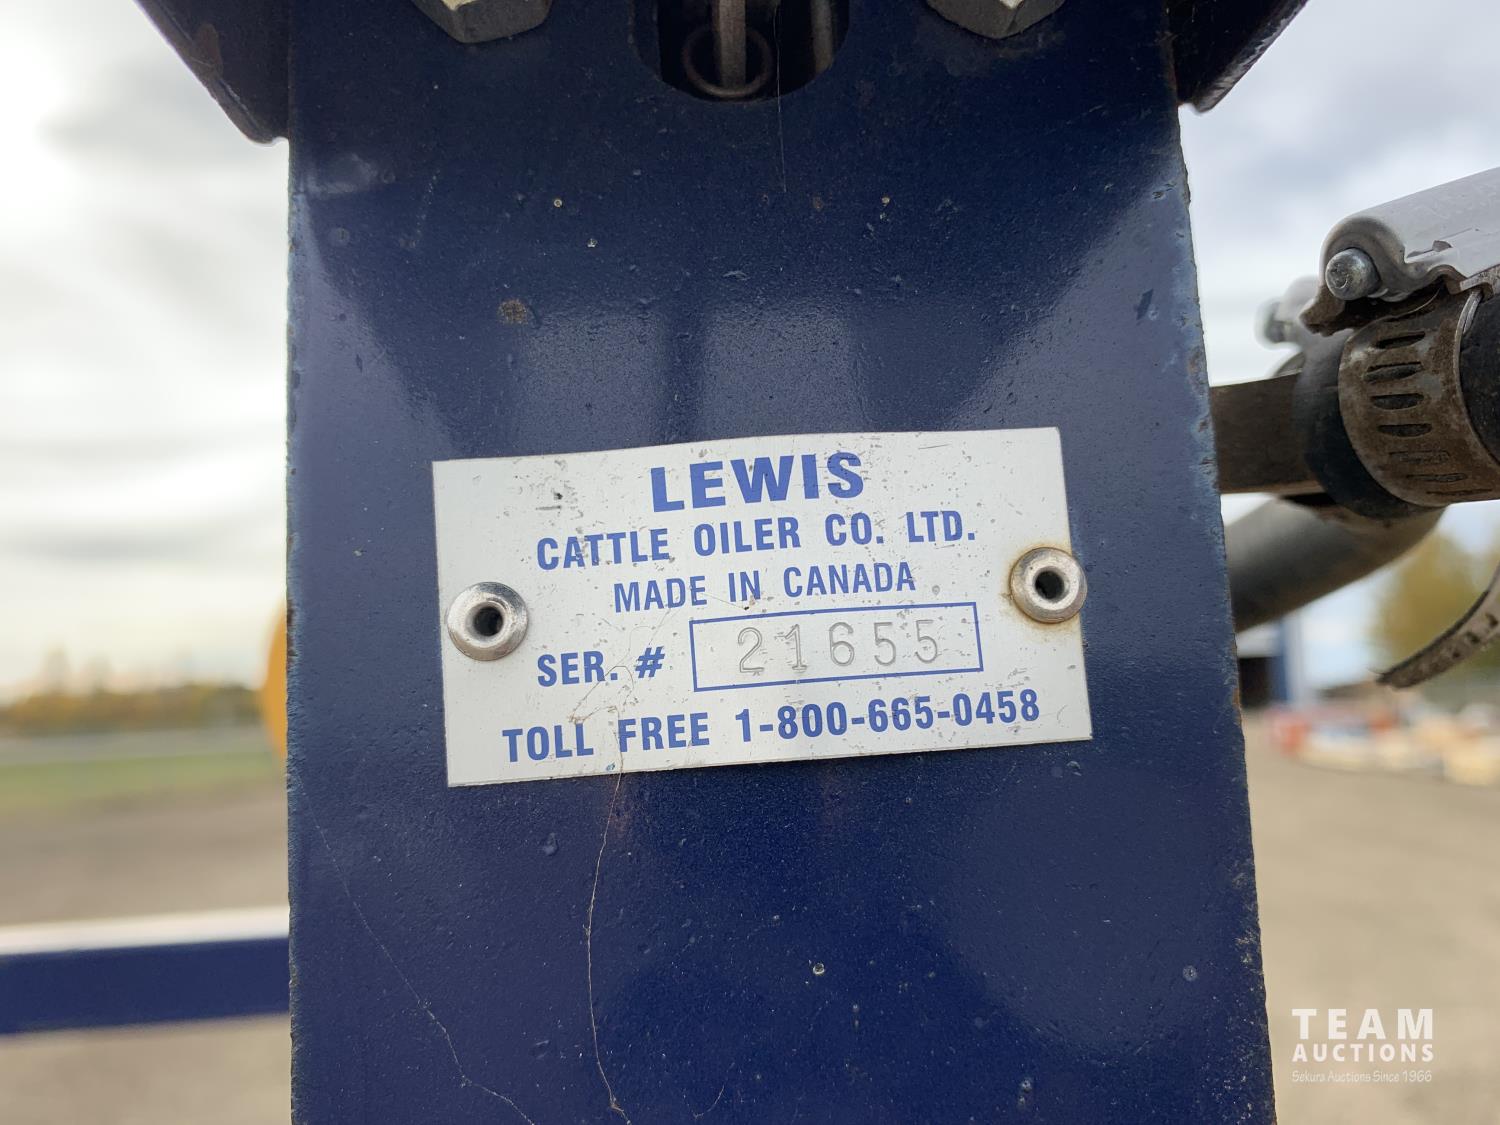 LEWIS
CATTLE OILER CO. LTD.
MADE IN CANADA
SER. # 21655
TOLL FREE 1-800-665-0458
TEAM
AUCTIONS
Sekura Auctions Since 1966